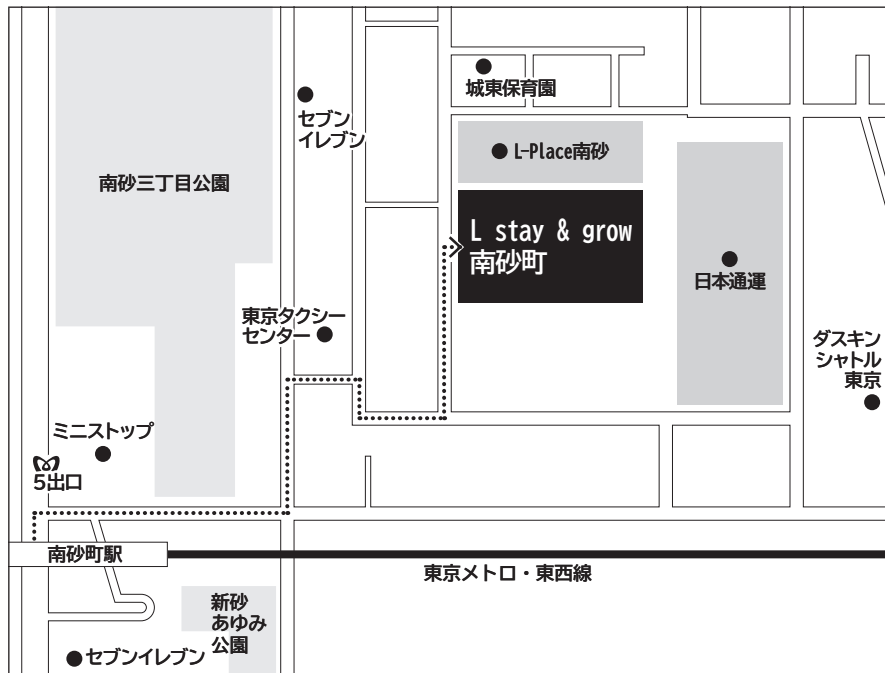 城東保育園
セブン
イレブン
L-Place南砂
南砂三丁目公園
L stay & grow
南砂町
日本通運
東京タクシー
センター
ダスキン
シャトル
東京
ミニストップ
5出口
南砂町駅
東京メトロ・東西線
新砂
あゆみ
公園
セブンイレブン